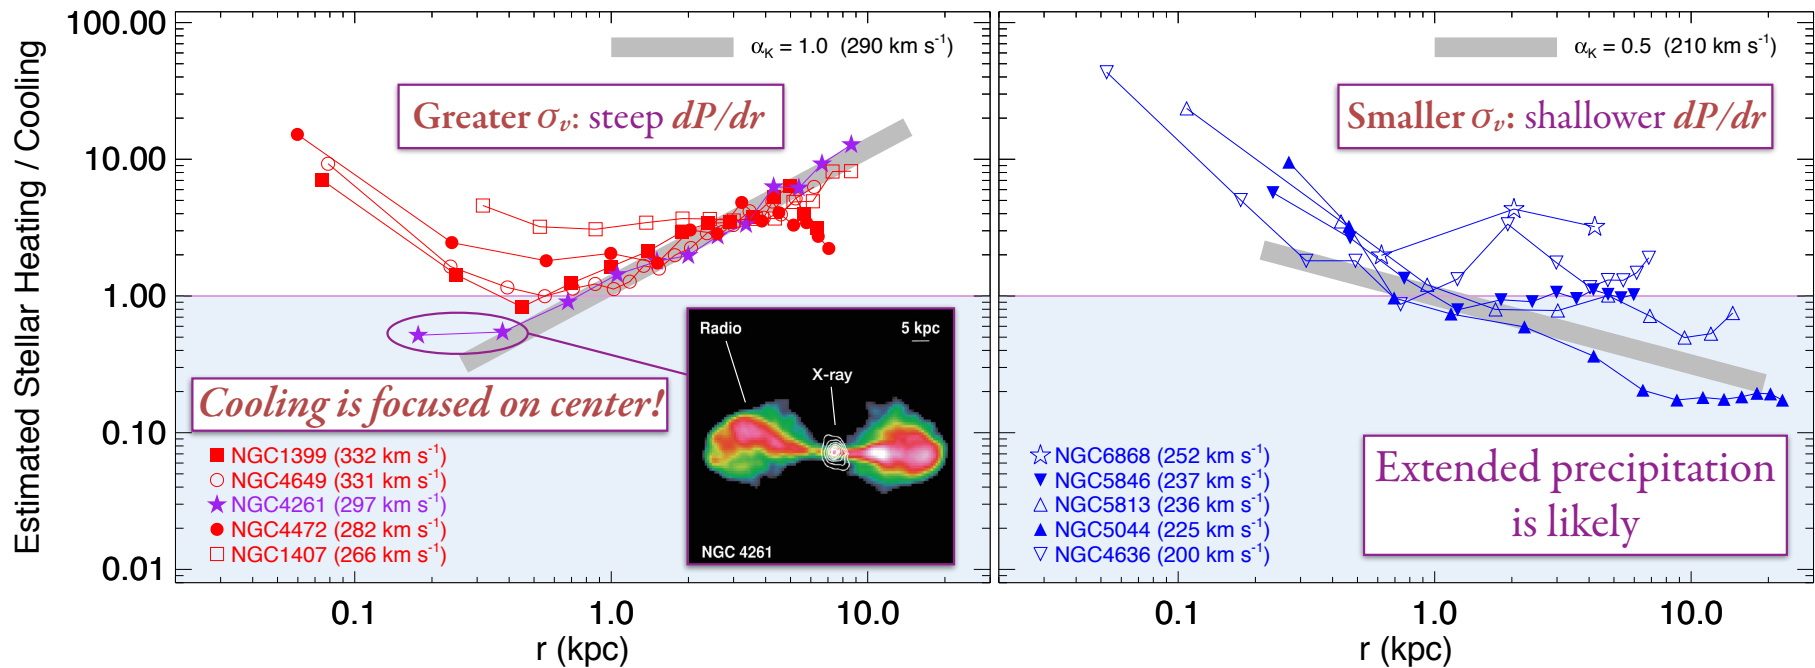 Estimated Stellar Heating / Cooling
100.00
10.00
1.00
0.10
0.01
α_K = 1.0 (290 km s⁻¹)
Greater σ_v: steep dP/dr
Cooling is focused on center!
Radio
5 kpc
X-ray
NGC 4261
NGC1399 (332 km s⁻¹)
NGC4649 (331 km s⁻¹)
NGC4261 (297 km s⁻¹)
NGC4472 (282 km s⁻¹)
NGC1407 (266 km s⁻¹)
0.1 1.0 10.0
r (kpc)
α_K = 0.5 (210 km s⁻¹)
Smaller σ_v: shallower dP/dr
NGC6868 (252 km s⁻¹)
NGC5846 (237 km s⁻¹)
NGC5813 (236 km s⁻¹)
NGC5044 (225 km s⁻¹)
NGC4636 (200 km s⁻¹)
Extended precipitation
is likely
0.1 1.0 10.0
r (kpc)